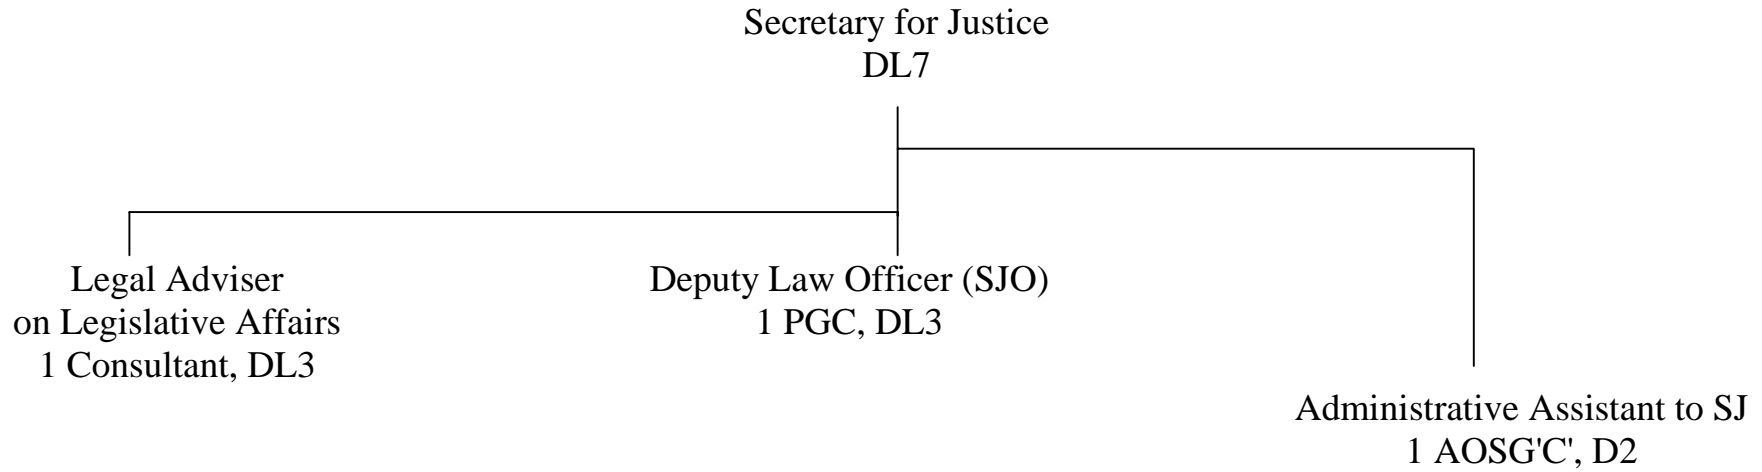 Secretary for Justice
DL7
Legal Adviser
on Legislative Affairs
1 Consultant, DL3
Deputy Law Officer (SJO)
1 PGC, DL3
Administrative Assistant to SJ
1 AOSG'C', D2